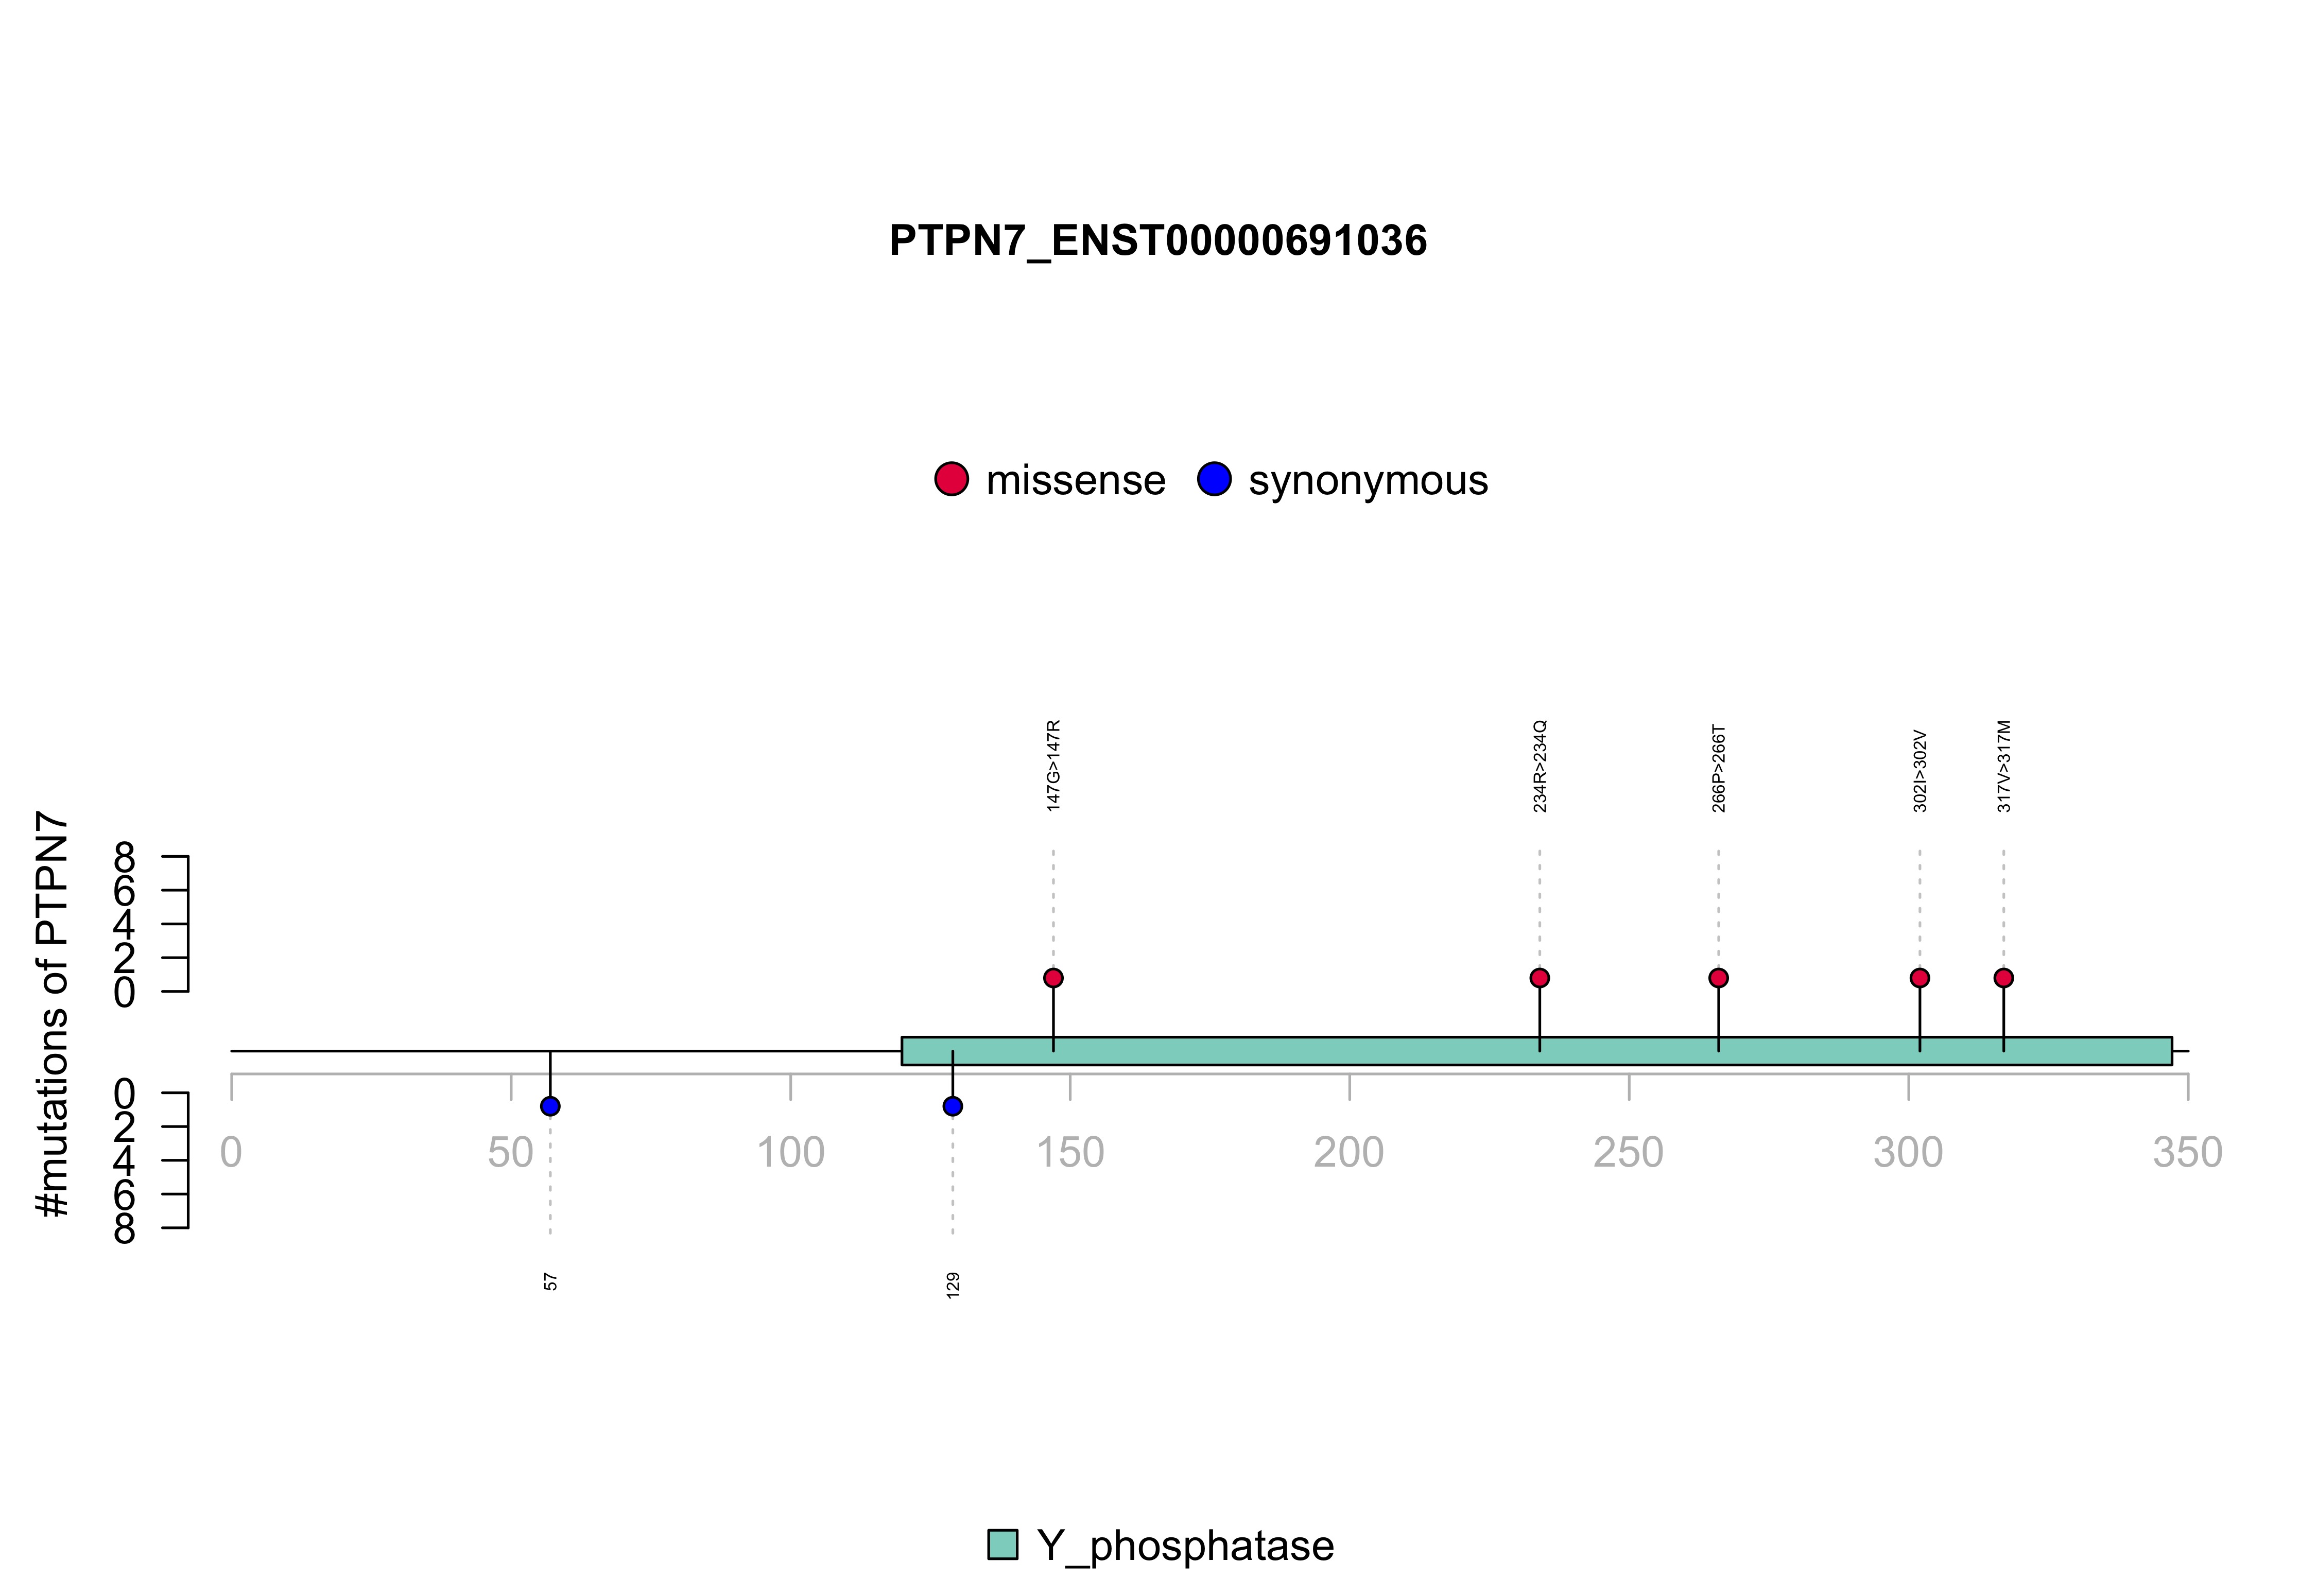 PTPN7_ENST00000691036
missense synonymous
147G>147R
234R>234Q
266P>266T
302I>302V
317V>317M
#mutations of PTPN7
8
6
4
2
0
0
2
4
6
8
0 50 100 150 200 250 300 350
57
129
Y_phosphatase